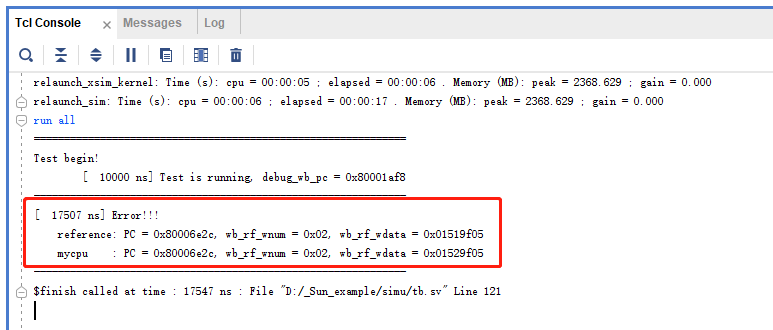 Tcl Console × Messages Log
relaunch_xsim_kernel: Time (s): cpu = 00:00:05 ; elapsed = 00:00:06 . Memory (MB): peak = 2368.629 ; gain = 0.000
relaunch_sim: Time (s): cpu = 00:00:06 ; elapsed = 00:00:17 . Memory (MB): peak = 2368.629 ; gain = 0.000
run all
==============================================================
Test begin!
[ 10000 ns] Test is running, debug_wb_pc = 0x80001af8
==============================================================
[ 17507 ns] Error!!!
reference: PC = 0x80006e2c, wb_rf_wnum = 0x02, wb_rf_wdata = 0x01519f05
mycpu : PC = 0x80006e2c, wb_rf_wnum = 0x02, wb_rf_wdata = 0x01529f05
==============================================================
$finish called at time : 17547 ns : File "D:/_Sun_example/simu/tb.sv" Line 121